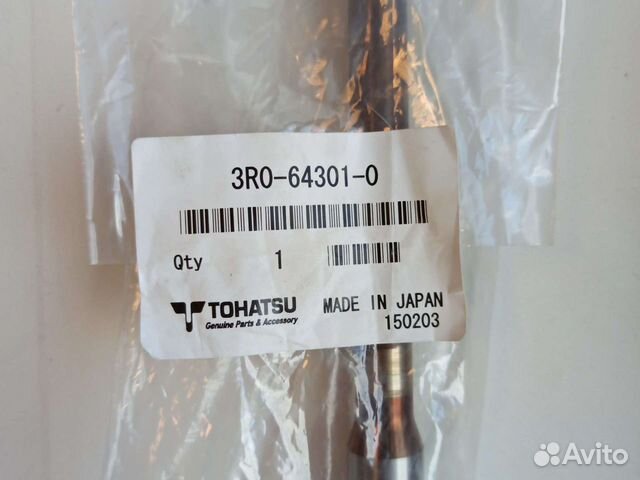 3R0-64301-0
Qty 1
TOHATSU
Genuine Parts & Accessory
MADE IN JAPAN
150203
Avito